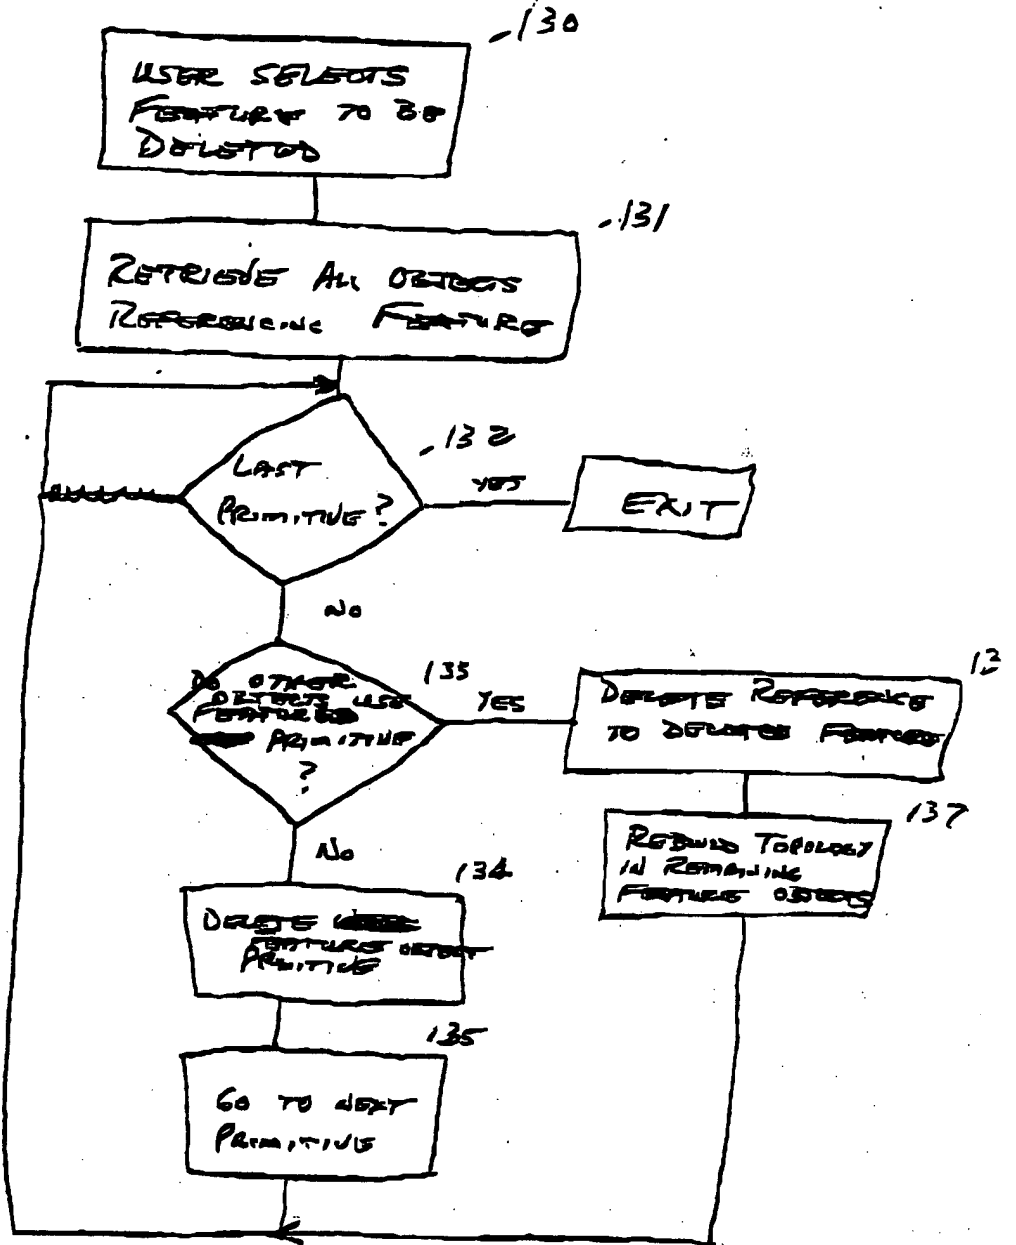 130
USER SELECTS
FEATURE TO BE
DELETED
131
RETRIEVE ALL OBJECTS
REFERENCING FEATURE
132
LAST
PRIMITIVE?
YES
EXIT
NO
DO OTHER
OBJECTS USE
FEATURE
PRIMITIVE
?
135
YES
13
DELETE REFERENCE
TO DELETED FEATURE
137
REBUILD TOPOLOGY
IN REMAINING
FEATURE OBJECTS
NO
134
DELETE
FEATURE OBJECT
PRIMITIVE
135
GO TO NEXT
PRIMITIVE